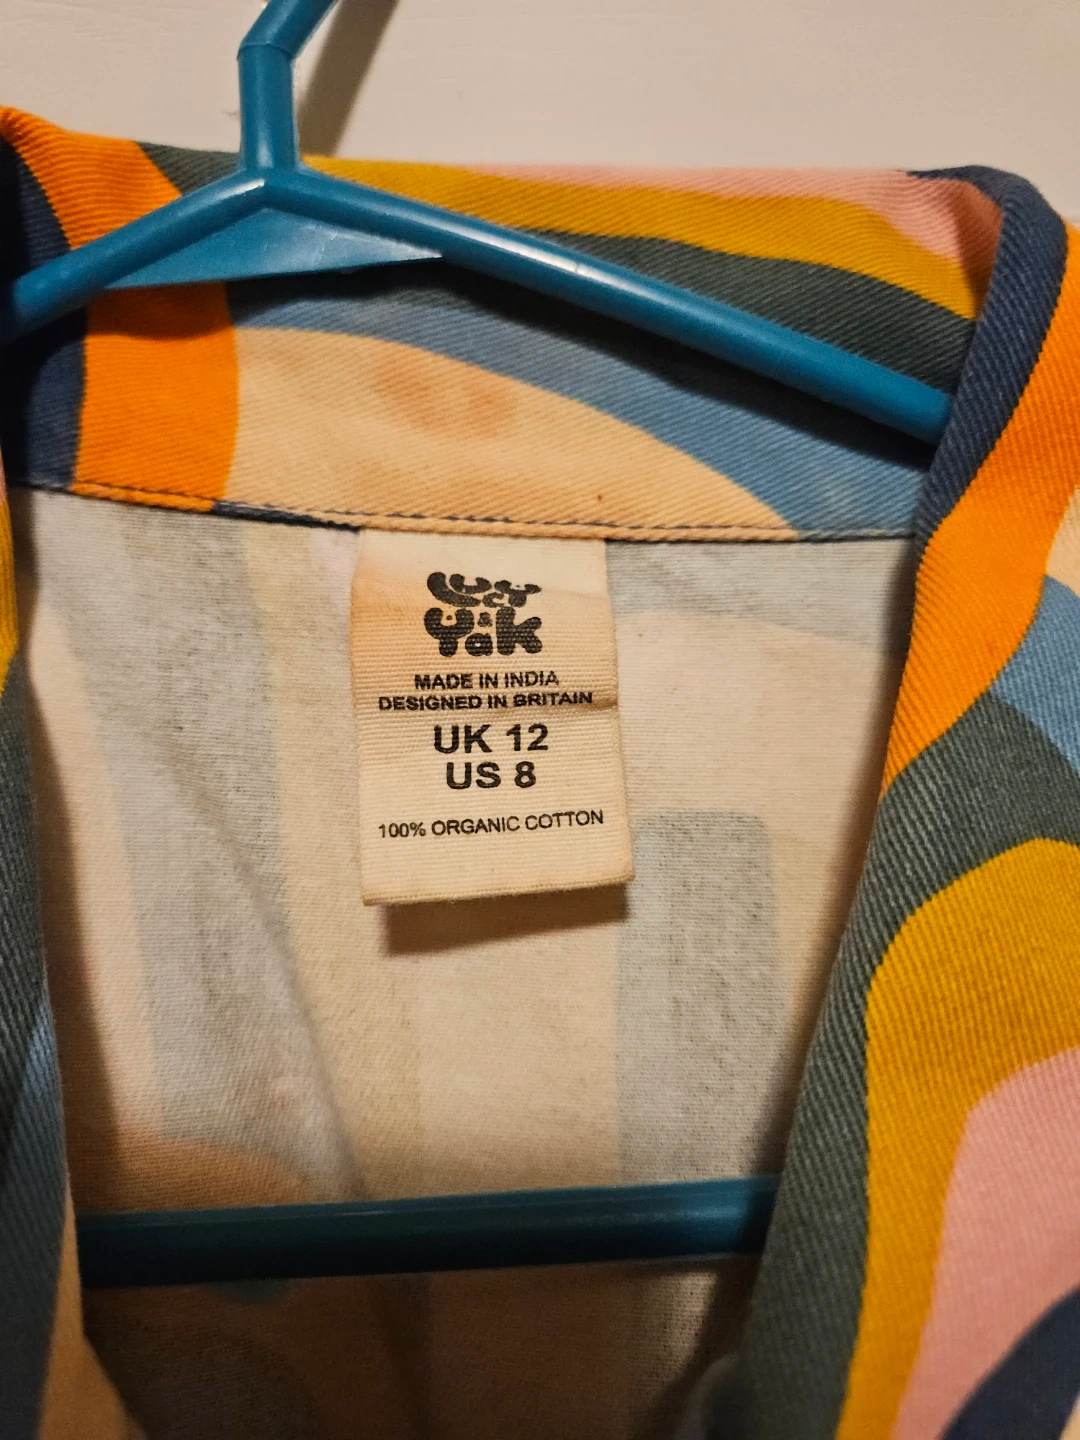 Lucy
& Yak
MADE IN INDIA
DESIGNED IN BRITAIN
UK 12
US 8
100% ORGANIC COTTON